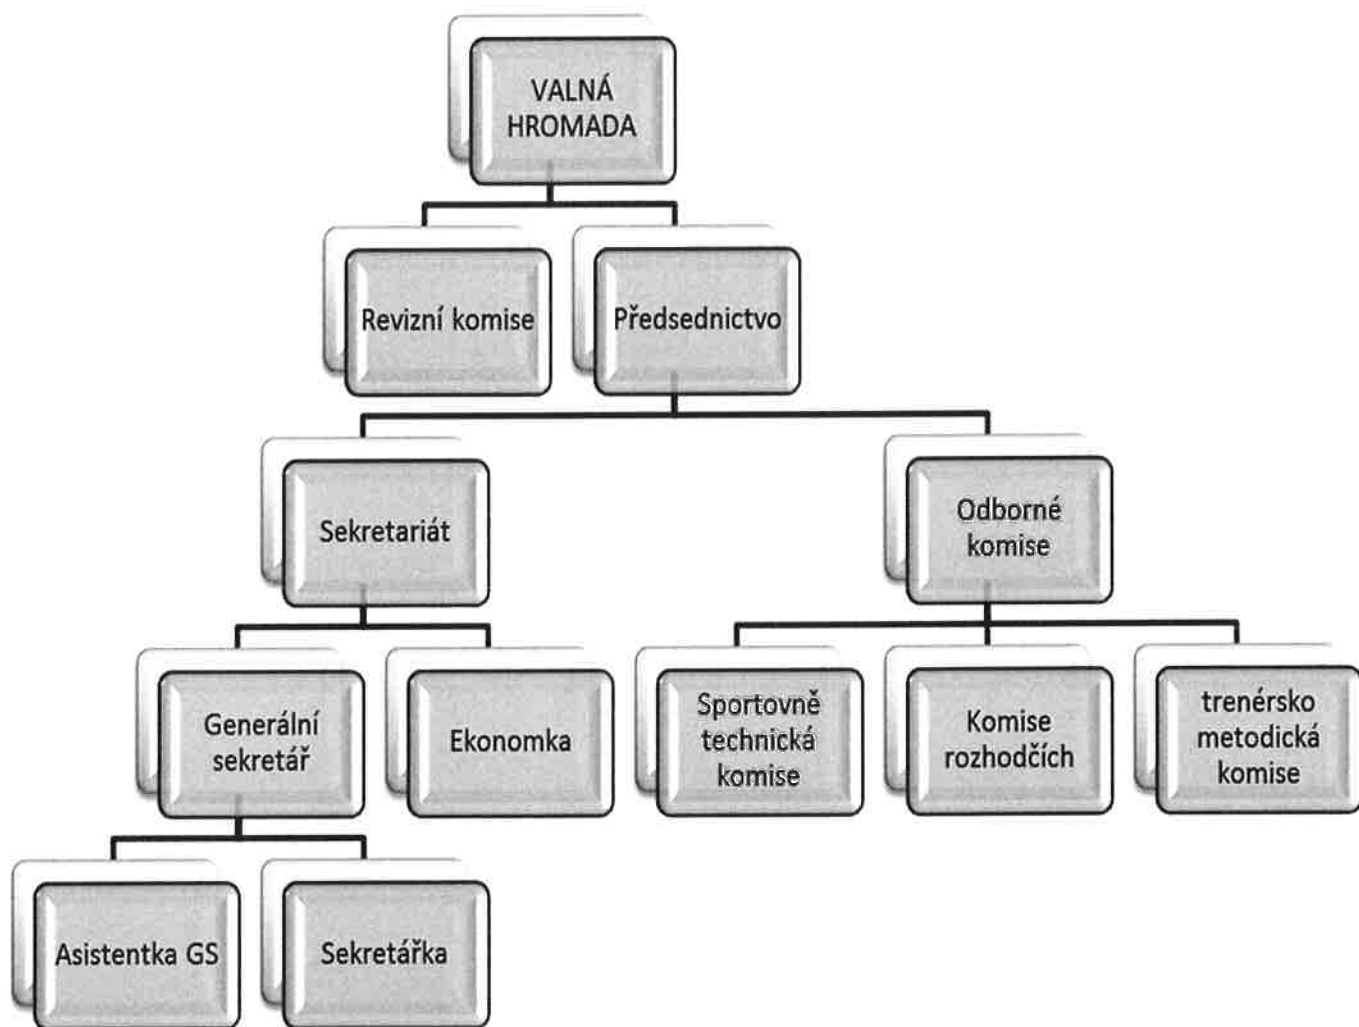 VALNÁ
HROMADA
Revizní komise
Předsednictvo
Sekretariát
Odborné
komise
Generální
sekretář
Ekonomka
Sportovně
technická
komise
Komise
rozhodčích
trenérsko
metodická
komise
Asistentka GS
Sekretářka